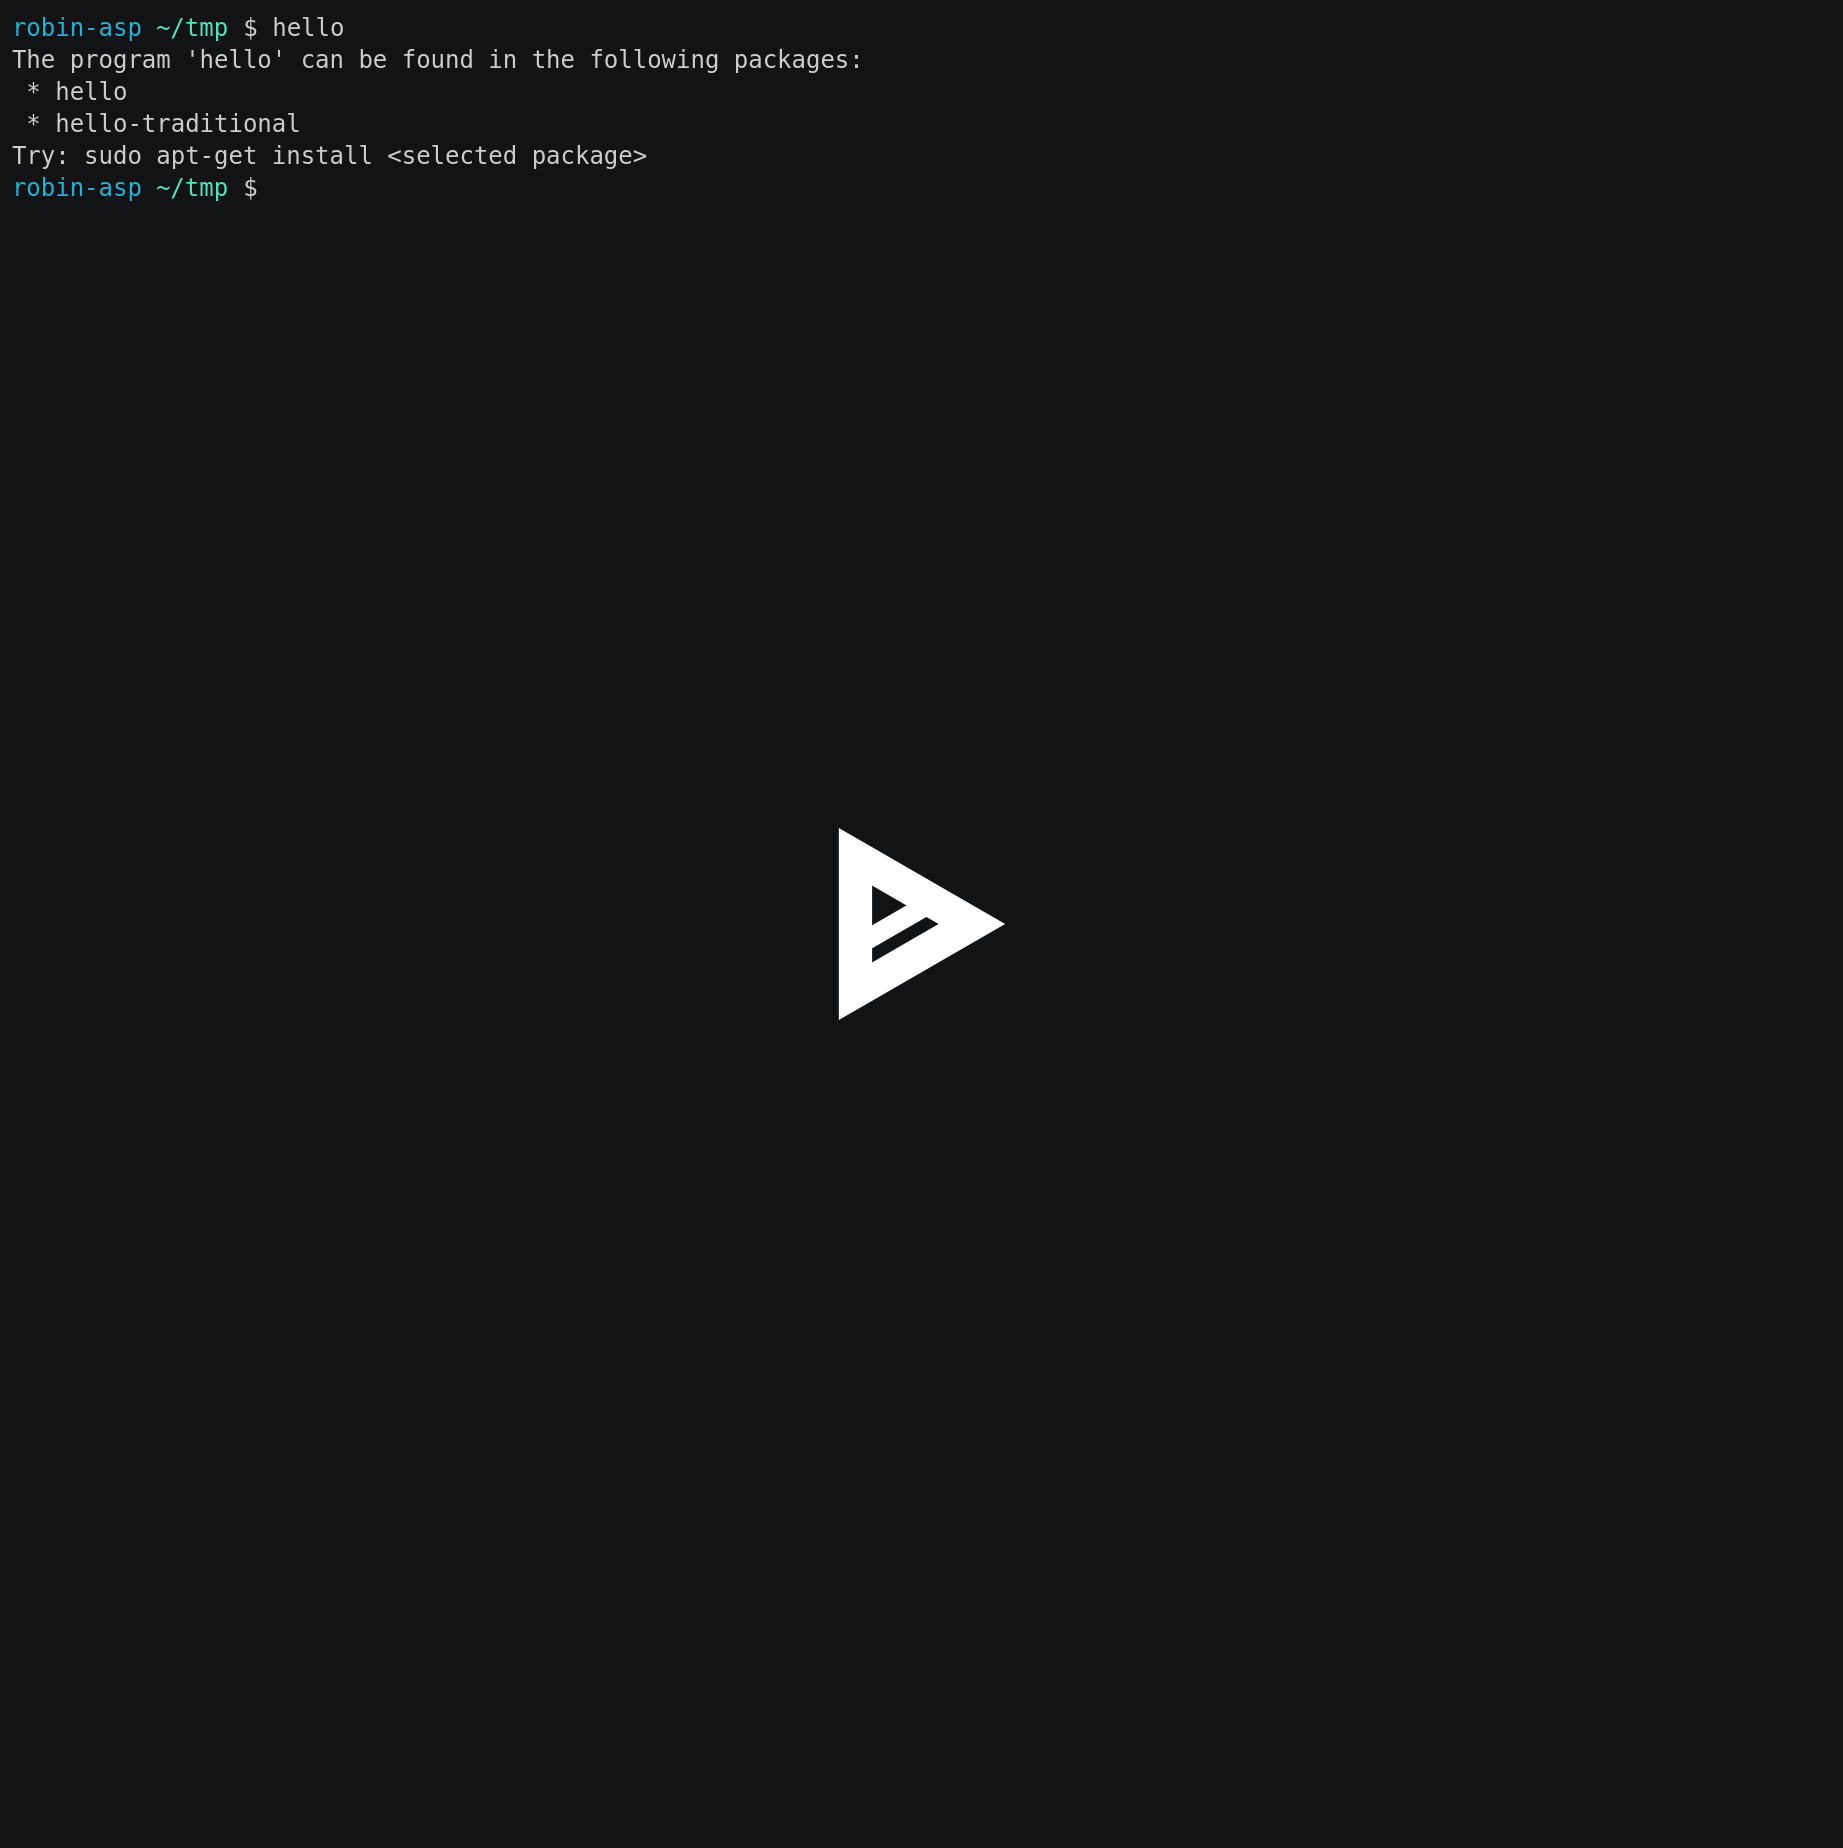 robin-asp ~/tmp $ hello
The program 'hello' can be found in the following packages:
 * hello
 * hello-traditional
Try: sudo apt-get install <selected package>
robin-asp ~/tmp $